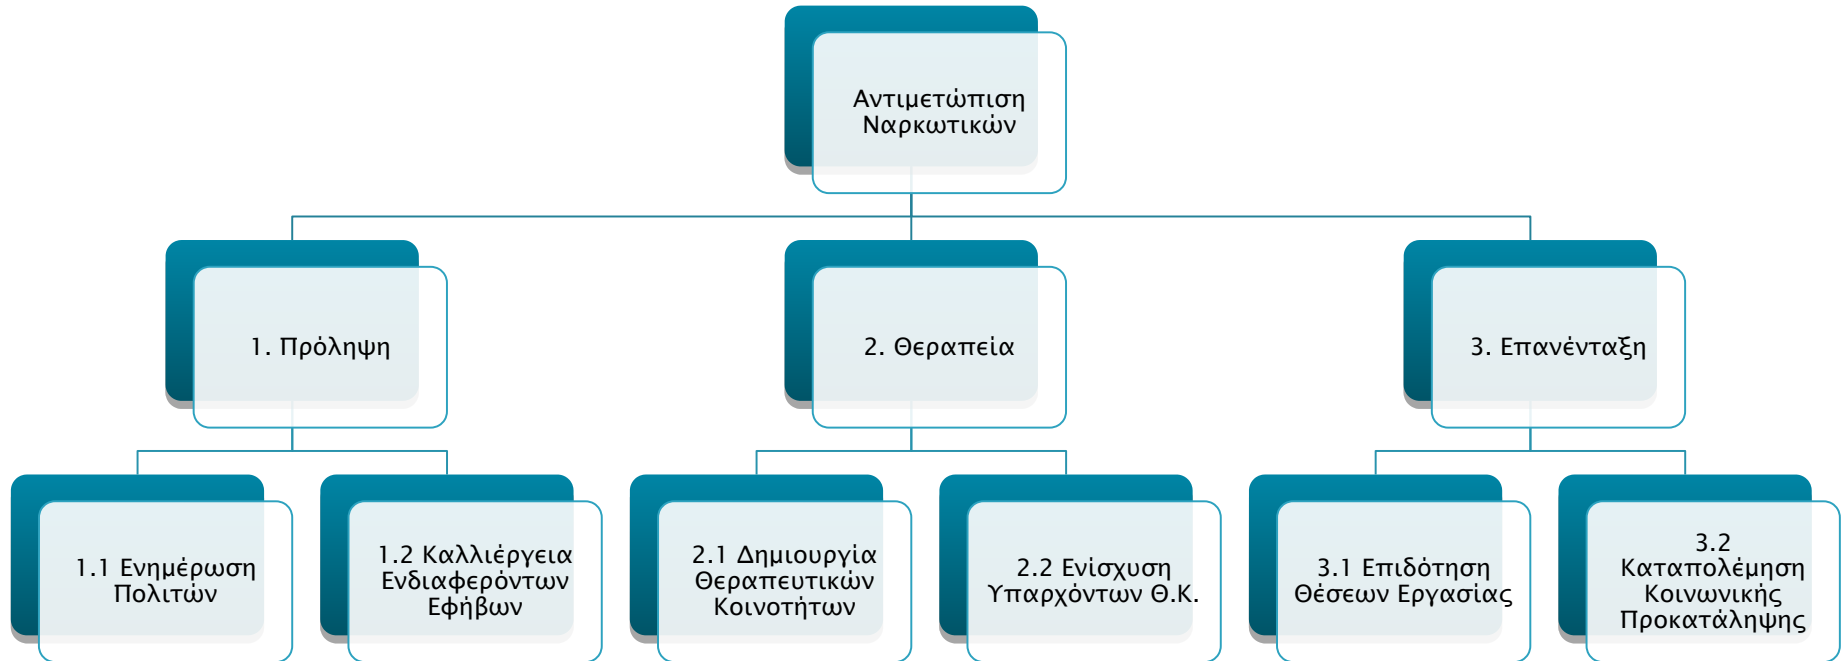 Αντιμετώπιση
Ναρκωτικών
1. Πρόληψη
2. Θεραπεία
3. Επανένταξη
1.1 Ενημέρωση
Πολιτών
1.2 Καλλιέργεια
Ενδιαφερόντων
Εφήβων
2.1 Δημιουργία
Θεραπευτικών
Κοινοτήτων
2.2 Ενίσχυση
Υπαρχόντων Θ.Κ.
3.1 Επιδότηση
Θέσεων Εργασίας
3.2
Καταπολέμηση
Κοινωνικής
Προκατάληψης